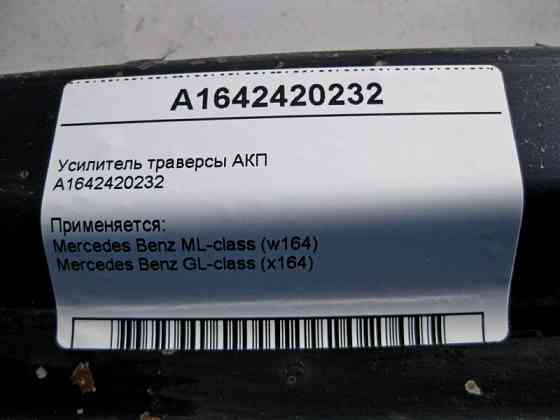 A1642420232
Усилитель траверсы АКП
A1642420232
Применяется:
Mercedes Benz ML-class (w164)
Mercedes Benz GL-class (x164)